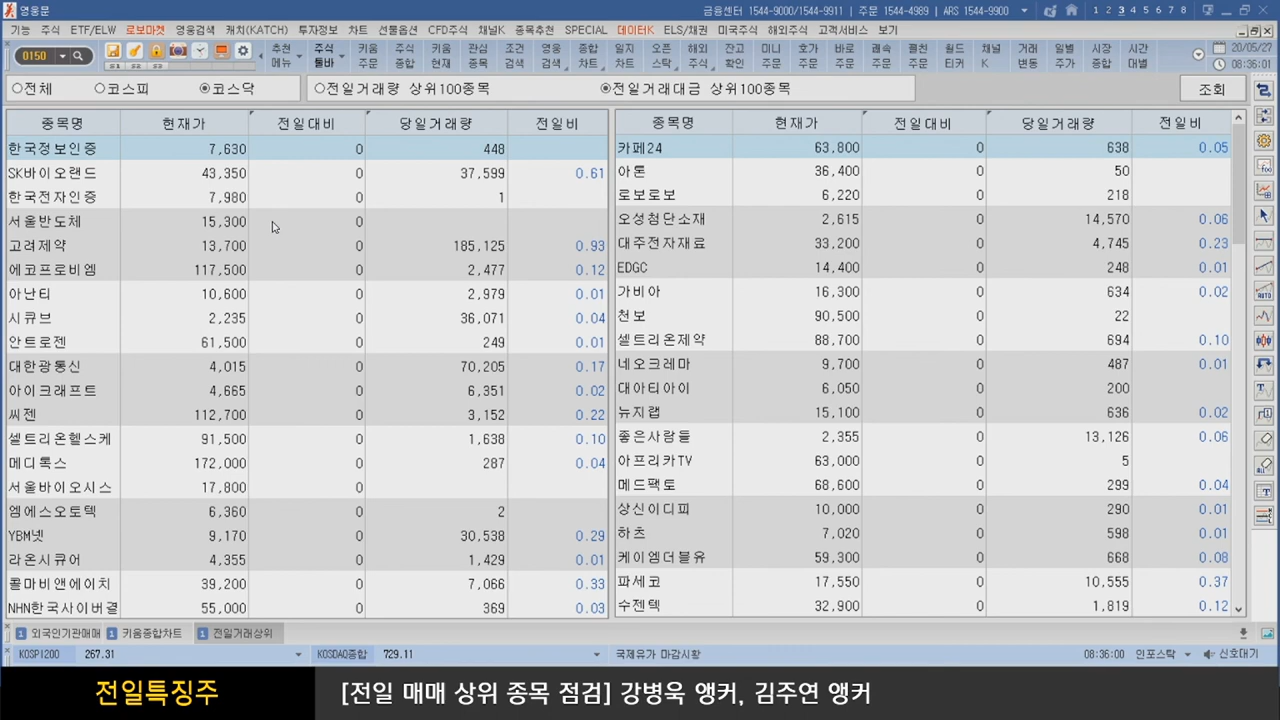 영웅문
금융센터 1544-9000/1544-9911 | 주문 1544-4989 | ARS 1544-9900
1 2 3 4 5 6 7 8
기능 주식 ETF/ELW 로보마켓 영웅검색 캐치(KATCH) 투자정보 차트 선물옵션 CFD주식 차트K 종목추천 SPECIAL 데이터K ELS/채권 미국주식 해외주식 고객서비스 보기
0150
추천메뉴 주식툴바 키움주문 주식종합 키움현재 관심종목 조건검색 영웅검색 종합차트 일지차트 오픈스탁 해외주식 잔고확인 미니주문 호가주문 바로주문 쾌속주문 펼친주문 월드티커 채널K 거래변동 일별주가 시장종합 시간대별
20/05/27
08:36:01
전체 코스피 코스닥 전일거래량 상위100종목 전일거래대금 상위100종목 조회
종목명 현재가 전일대비 당일거래량 전일비
한국정보인증 7,630 0 448
SK바이오랜드 43,350 0 37,599 0.61
한국전자인증 7,980 0 1
서울반도체 15,300 0
고려제약 13,700 0 185,125 0.93
에코프로비엠 117,500 0 2,477 0.12
아난티 10,600 0 2,979 0.01
시큐브 2,235 0 36,071 0.04
안트로젠 61,500 0 249 0.01
대한광통신 4,015 0 70,205 0.17
아이크래프트 4,665 0 6,351 0.02
씨젠 112,700 0 3,152 0.22
셀트리온헬스케 91,500 0 1,638 0.10
메디톡스 172,000 0 287 0.04
서울바이오시스 17,800 0
엠에스오토텍 6,360 0 2
YBM넷 9,170 0 30,538 0.29
라온시큐어 4,355 0 1,429 0.01
콜마비앤에이치 39,200 0 7,066 0.33
NHN한국사이버결 55,000 0 369 0.03
종목명 현재가 전일대비 당일거래량 전일비
카페24 63,800 0 638 0.05
아톤 36,400 0 50
로보로보 6,220 0 218
오성첨단소재 2,615 0 14,570 0.06
대주전자재료 33,200 0 4,745 0.23
EDGC 14,400 0 248 0.01
가비아 16,300 0 634 0.02
천보 90,500 0 22
셀트리온제약 88,700 0 694 0.10
네오크레마 9,700 0 487 0.01
대아티아이 6,050 0 200
뉴지랩 15,100 0 636 0.02
좋은사람들 2,355 0 13,126 0.06
아프리카TV 63,000 0 5
메드팩토 68,600 0 299 0.04
상신이디피 10,000 0 290 0.01
하츠 7,020 0 598 0.01
케이엠더블유 59,300 0 668 0.08
파세코 17,550 0 10,555 0.37
수젠텍 32,900 0 1,819 0.12
1 외국인기관매매 1 키움종합차트 1 전일거래상위
KOSPI200 267.31 KOSDAQ종합 729.11 국제유가 마감시황 08:36:00 인포스탁 신호대기
전일특징주 [전일 매매 상위 종목 점검] 강병욱 앵커, 김주연 앵커